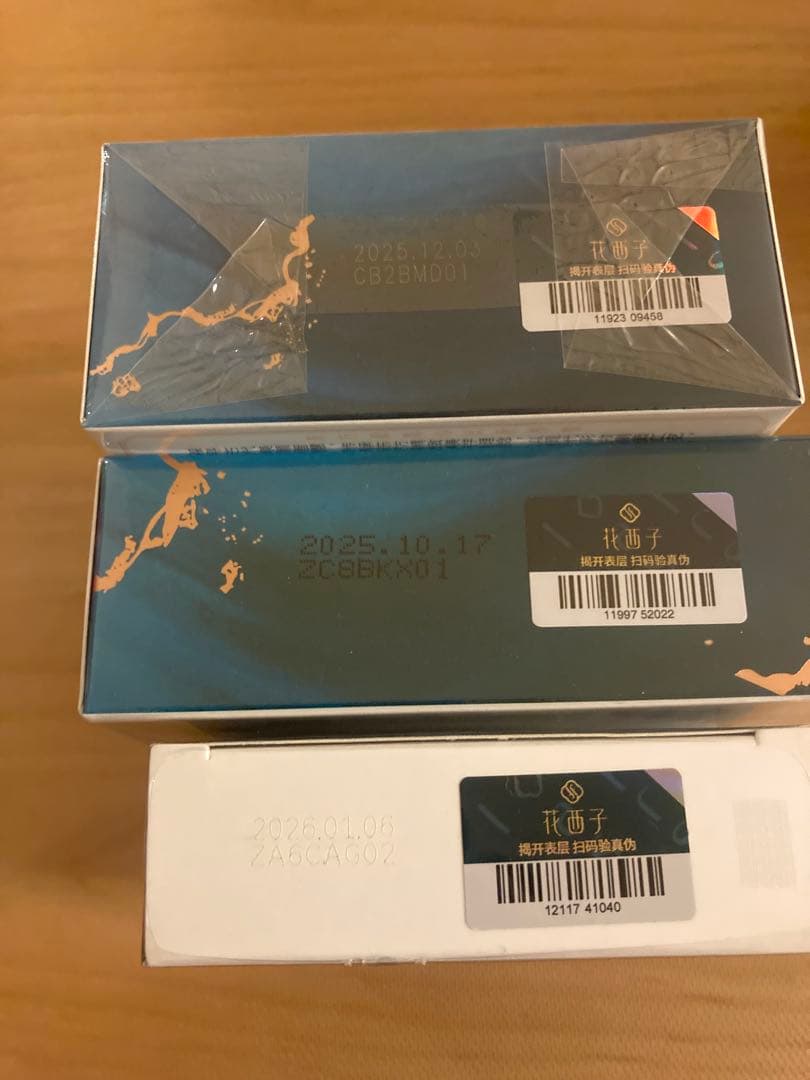 2025.12.03
CB2BMD01
花西子
揭开表层 扫码验真伪
11923 09458
2025.10.17
ZC8BKX01
花西子
揭开表层 扫码验真伪
11997 52022
2026.01.06
ZA6CAG02
花西子
揭开表层 扫码验真伪
12117 41040